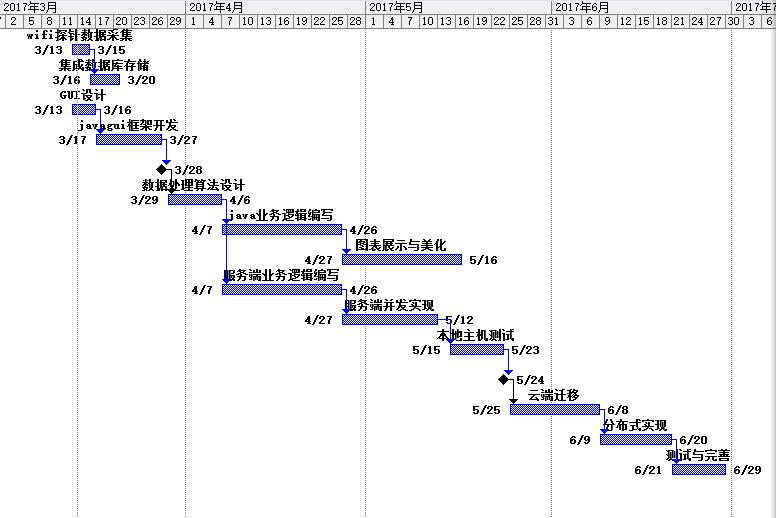 2017年3月 2017年4月 2017年5月 2017年6月 2017年7
2 5 8 11 14 17 20 23 26 29 1 4 7 10 13 16 19 22 25 28 1 4 7 10 13 16 19 22 25 28 31 3 6 9 12 15 18 21 24 27 30 3 6
wifi探针数据采集
3/13 3/15
集成数据库存储
3/16 3/20
GUI设计
3/13 3/16
javagui框架开发
3/17 3/27
3/28
数据处理算法设计
3/29 4/6
java业务逻辑编写
4/7 4/26
图表展示与美化
4/27 5/16
服务端业务逻辑编写
4/7 4/26
服务端并发实现
4/27 5/12
本地主机测试
5/15 5/23
5/24
云端迁移
5/25 6/8
分布式实现
6/9 6/20
测试与完善
6/21 6/29